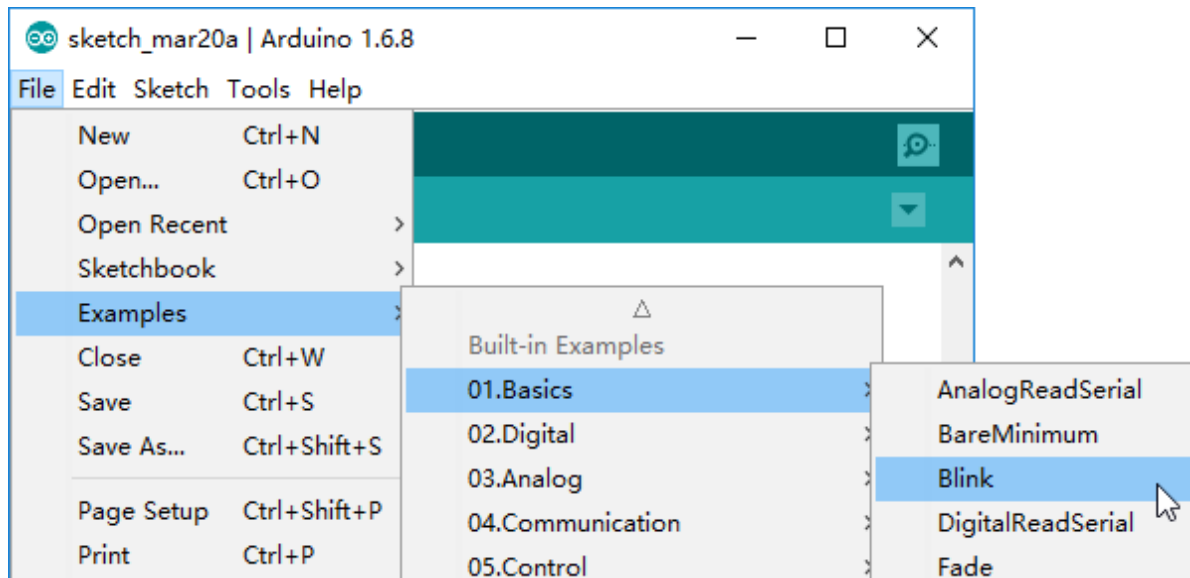 sketch_mar20a | Arduino 1.6.8
File Edit Sketch Tools Help
New Ctrl+N
Open... Ctrl+O
Open Recent
Sketchbook
Examples
Close Ctrl+W
Save Ctrl+S
Save As... Ctrl+Shift+S
Page Setup Ctrl+Shift+P
Print Ctrl+P
Built-in Examples
01.Basics
02.Digital
03.Analog
04.Communication
05.Control
AnalogReadSerial
BareMinimum
Blink
DigitalReadSerial
Fade